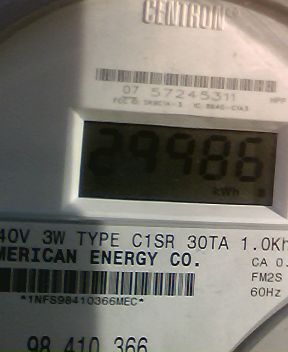 CENTRON
07 57245311
29986
kWh
40V 3W TYPE C1SR 30TA 1.0Kh
MERICAN ENERGY CO.
CA 0.
FM2S
*1NFS98410366MEC*
60Hz
98 410 366